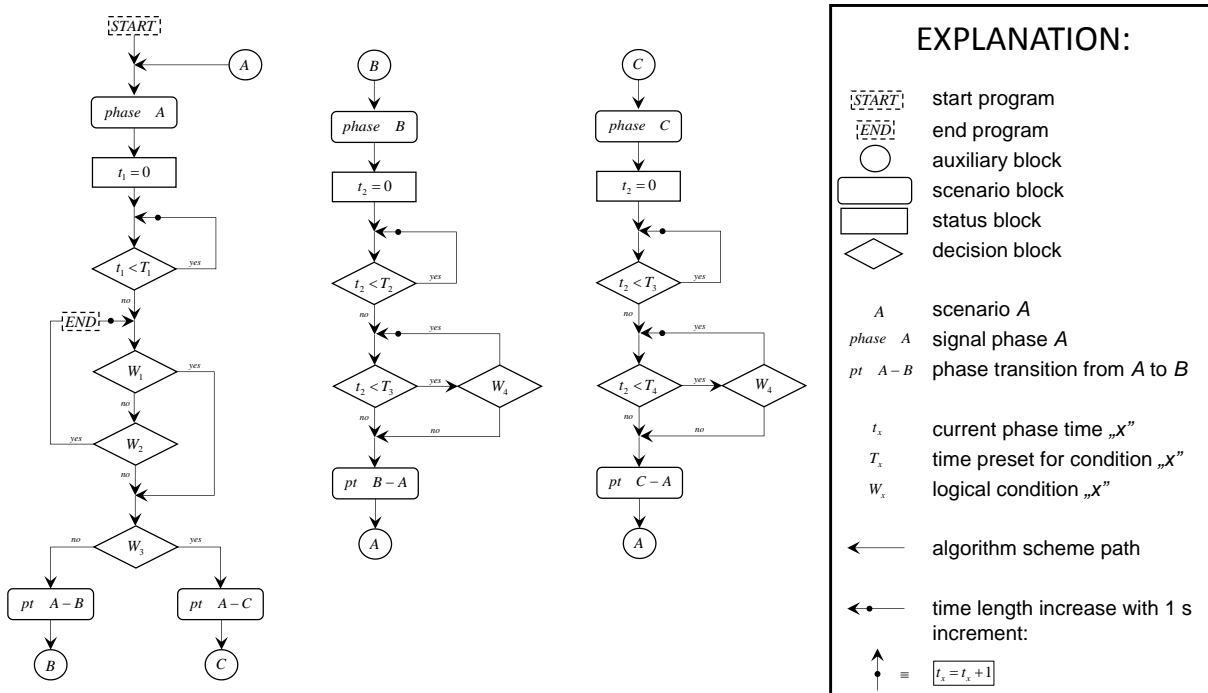 START
A
phase A
t₁ = 0
t₁ < T₁
yes
no
END
W₁
yes
no
W₂
yes
no
W₃
no
yes
pt A – B
pt A – C
B
C
B
phase B
t₂ = 0
t₂ < T₂
yes
no
yes
t₂ < T₃
yes
W₄
no
no
pt B – A
A
C
phase C
t₂ = 0
t₂ < T₃
yes
no
yes
t₂ < T₄
yes
W₄
no
no
pt C – A
A
EXPLANATION:
START start program
END end program
auxiliary block
scenario block
status block
decision block
A scenario A
phase A signal phase A
pt A – B phase transition from A to B
tₓ current phase time „x”
Tₓ time preset for condition „x”
Wₓ logical condition „x”
algorithm scheme path
time length increase with 1 s
increment:
≡ tₓ = tₓ + 1